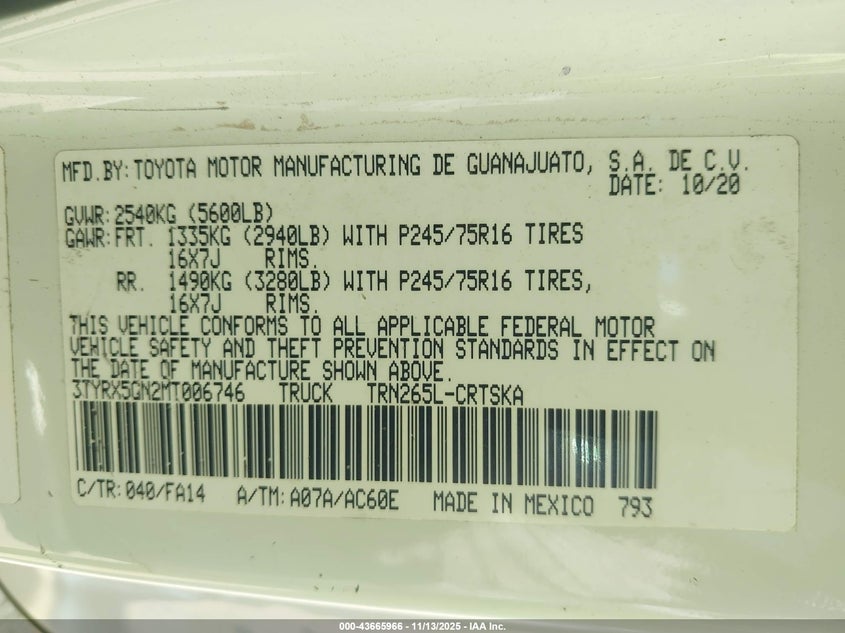 MFD.BY: TOYOTA MOTOR MANUFACTURING DE GUANAJUATO, S.A. DE C.V.
DATE: 10/20
GVWR: 2540KG (5600LB)
GAWR: FRT. 1335KG (2940LB) WITH P245/75R16 TIRES
16X7J RIMS.
RR. 1490KG (3280LB) WITH P245/75R16 TIRES,
16X7J RIMS.
THIS VEHICLE CONFORMS TO ALL APPLICABLE FEDERAL MOTOR
VEHICLE SAFETY AND THEFT PREVENTION STANDARDS IN EFFECT ON
THE DATE OF MANUFACTURE SHOWN ABOVE.
3TYRX5GN2MT006746 TRUCK TRN265L-CRTSKA
C/TR: 040/FA14 A/TM: A07A/AC60E MADE IN MEXICO 793
000-43665966 - 11/13/2025 - IAA Inc.